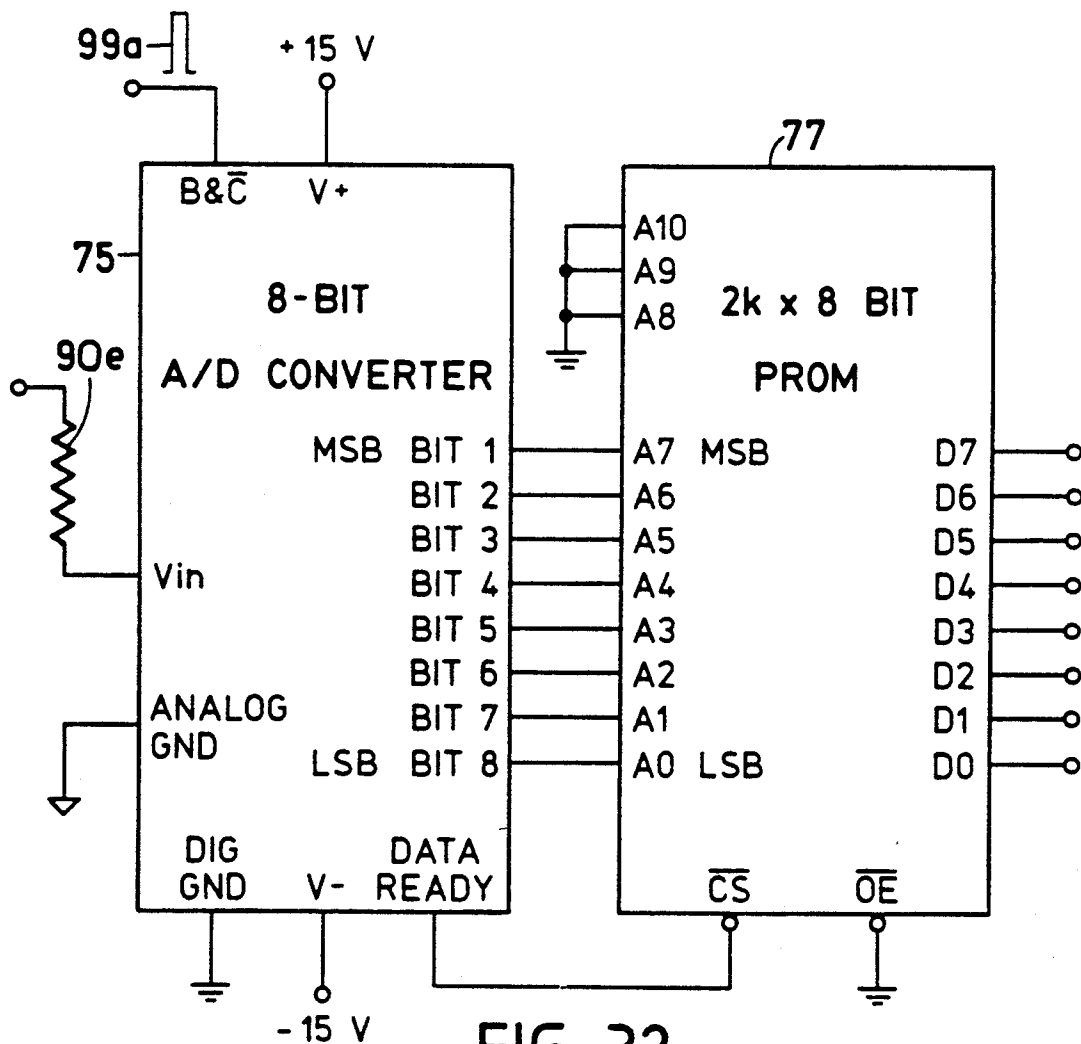 99a
+15 V
B&C̅
V+
75
8-BIT
A/D CONVERTER
90e
Vin
ANALOG
GND
MSB BIT 1
BIT 2
BIT 3
BIT 4
BIT 5
BIT 6
BIT 7
LSB BIT 8
DIG
GND
V-
DATA
READY
-15 V
77
A10
A9
A8
2k x 8 BIT
PROM
A7 MSB
A6
A5
A4
A3
A2
A1
A0 LSB
D7
D6
D5
D4
D3
D2
D1
D0
C̅S̅
O̅E̅
FIG. 32